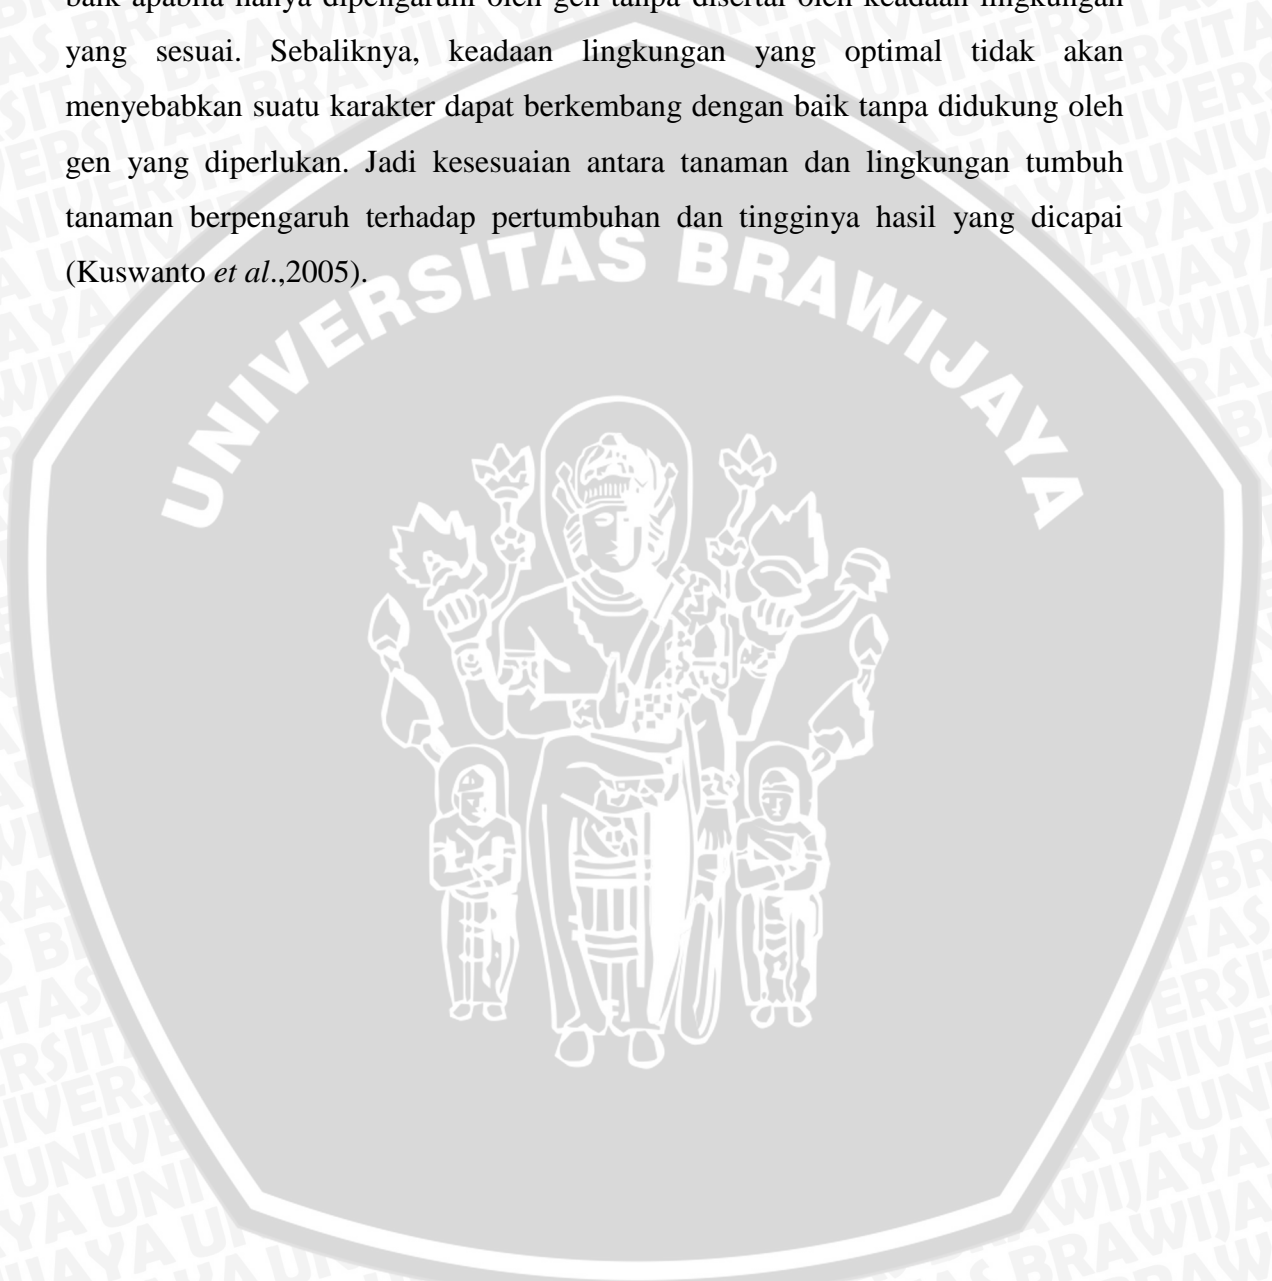 baik apabila hanya dipengaruhi oleh gen tanpa disertai oleh keadaan lingkungan
yang sesuai. Sebaliknya, keadaan lingkungan yang optimal tidak akan
menyebabkan suatu karakter dapat berkembang dengan baik tanpa didukung oleh
gen yang diperlukan. Jadi kesesuaian antara tanaman dan lingkungan tumbuh
tanaman berpengaruh terhadap pertumbuhan dan tingginya hasil yang dicapai
(Kuswanto et al.,2005).
UNIVERSITAS BRAWIJAYA